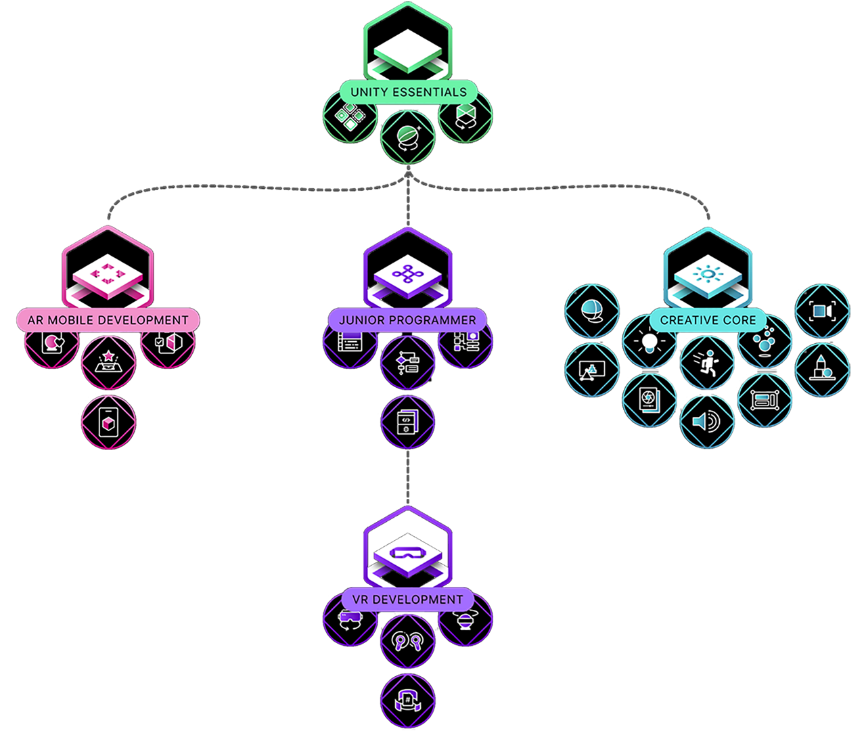 UNITY ESSENTIALS
AR MOBILE DEVELOPMENT
JUNIOR PROGRAMMER
CREATIVE CORE
VR DEVELOPMENT